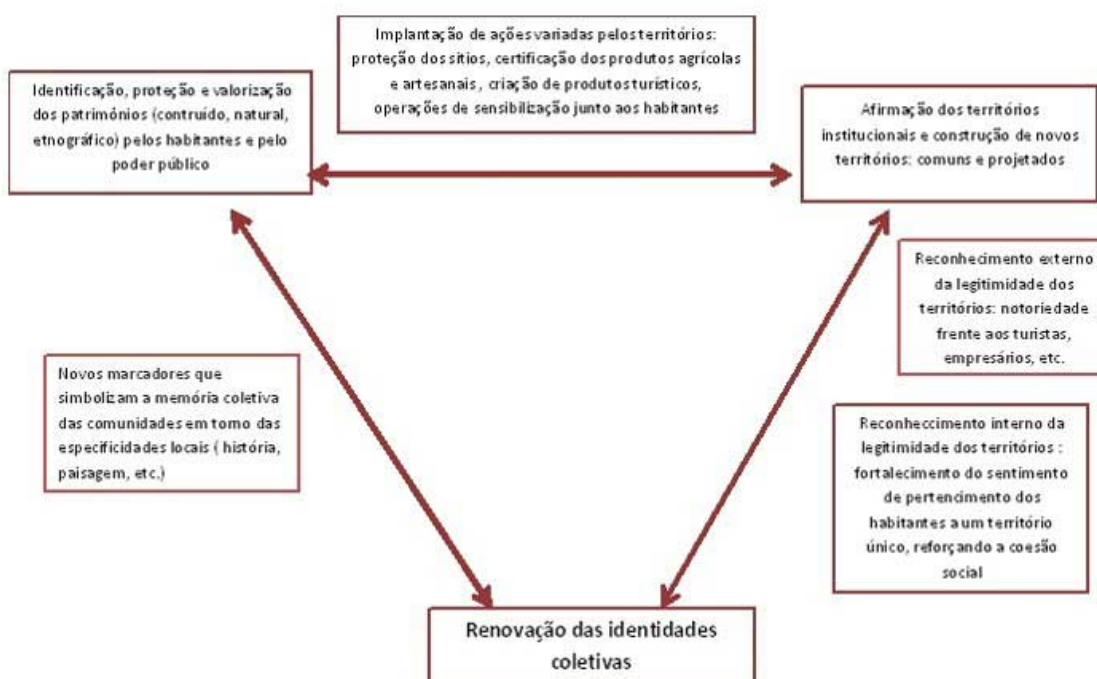 Implantação de ações variadas pelos territórios:
proteção dos sítios, certificação dos produtos agrícolas
e artesanais, criação de produtos turísticos,
operações de sensibilização junto aos habitantes
Identificação, proteção e valorização
dos patrimônios (contruído, natural,
etnográfico) pelos habitantes e pelo
poder público
Afirmação dos territórios
institucionais e construção de novos
territórios: comuns e projetados
Reconhecimento externo
da legitimidade dos
territórios: notoriedade
frente aos turistas,
empresários, etc.
Novos marcadores que
simbolizam a memória coletiva
das comunidades em torno das
especificidades locais ( história,
paisagem, etc.)
Reconheccimento interno da
legitimidade dos territórios :
fortalecimento do sentimento
de pertencimento dos
habitantes a um território
único, reforçando a coesão
social
Renovação das identidades
coletivas